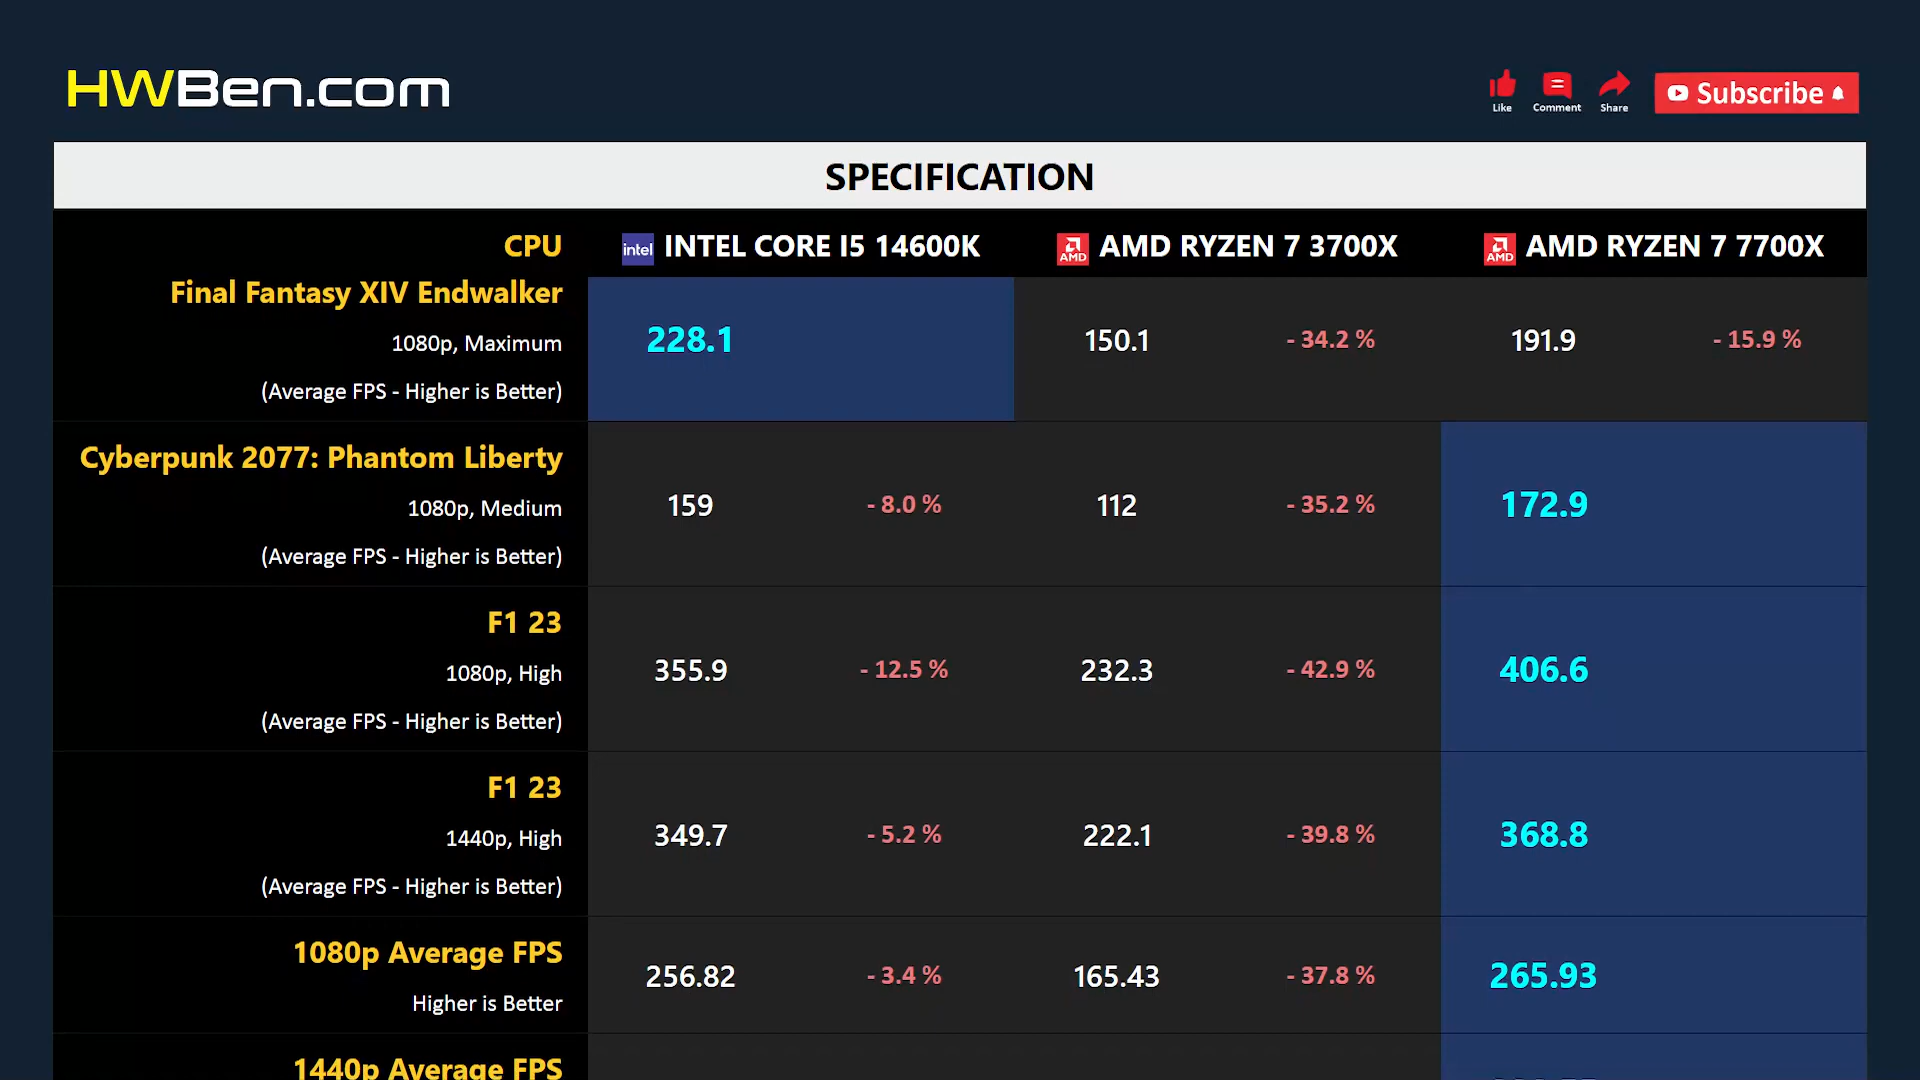 HWBen.com
Like
Comment
Share
Subscribe
SPECIFICATION
CPU
intel INTEL CORE I5 14600K
AMD AMD RYZEN 7 3700X
AMD AMD RYZEN 7 7700X
Final Fantasy XIV Endwalker
1080p, Maximum
(Average FPS - Higher is Better)
228.1
150.1 - 34.2 %
191.9 - 15.9 %
Cyberpunk 2077: Phantom Liberty
1080p, Medium
(Average FPS - Higher is Better)
159 - 8.0 %
112 - 35.2 %
172.9
F1 23
1080p, High
(Average FPS - Higher is Better)
355.9 - 12.5 %
232.3 - 42.9 %
406.6
F1 23
1440p, High
(Average FPS - Higher is Better)
349.7 - 5.2 %
222.1 - 39.8 %
368.8
1080p Average FPS
Higher is Better
256.82 - 3.4 %
165.43 - 37.8 %
265.93
1440p Average FPS